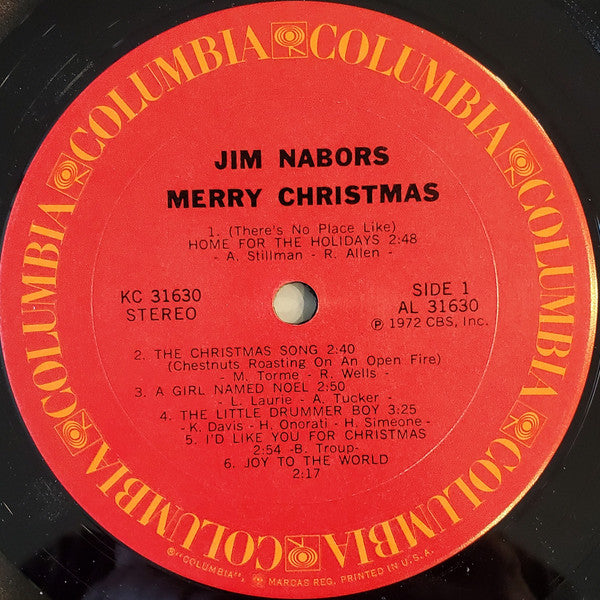 COLUMBIA COLUMBIA COLUMBIA COLUMBIA COLUMBIA COLUMBIA
JIM NABORS
MERRY CHRISTMAS
1. (There's No Place Like)
HOME FOR THE HOLIDAYS 2:48
- A. Stillman - R. Allen -
KC 31630
STEREO
SIDE 1
AL 31630
℗ 1972 CBS, Inc.
2. THE CHRISTMAS SONG 2:40
(Chestnuts Roasting On An Open Fire)
- M. Torme - R. Wells -
3. A GIRL NAMED NOEL 2:50
- L. Laurie - A. Tucker -
4. THE LITTLE DRUMMER BOY 3:25
- K. Davis - H. Onorati - H. Simeone -
5. I'D LIKE YOU FOR CHRISTMAS
2:54 -B. Troup-
6. JOY TO THE WORLD
2:17
®"COLUMBIA", MARCAS REG. PRINTED IN U.S.A.